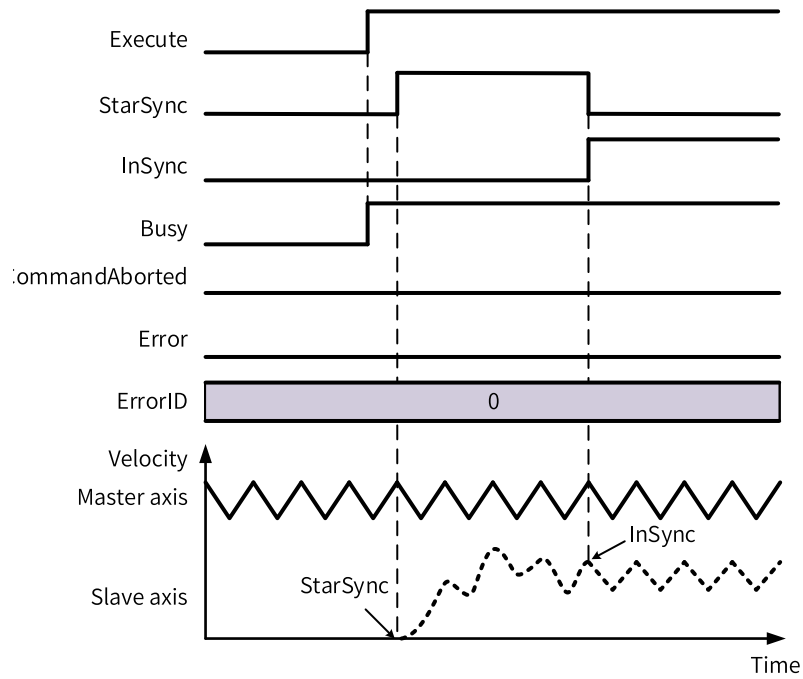 Execute
StarSync
InSync
Busy
ommandAborted
Error
ErrorID
0
Velocity
Master axis
InSync
StarSync
Slave axis
Time